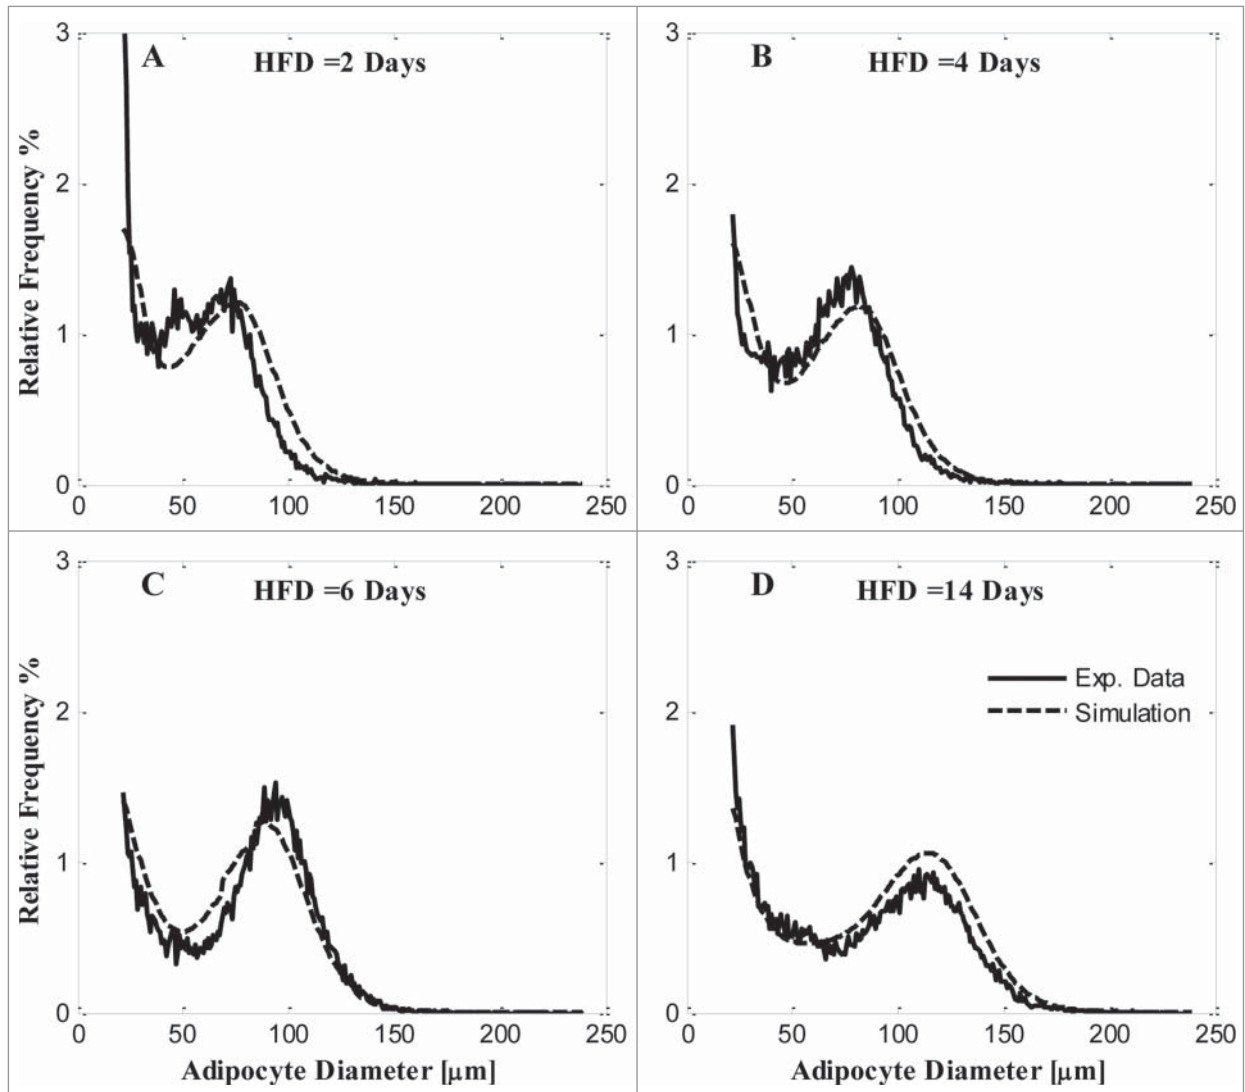 A
HFD =2 Days
Relative Frequency %
3
2
1
0
0 50 100 150 200 250
B
HFD =4 Days
3
2
1
0
0 50 100 150 200 250
C
HFD =6 Days
Relative Frequency %
3
2
1
0
0 50 100 150 200 250
Adipocyte Diameter [μm]
D
HFD =14 Days
Exp. Data
Simulation
3
2
1
0
0 50 100 150 200 250
Adipocyte Diameter [μm]